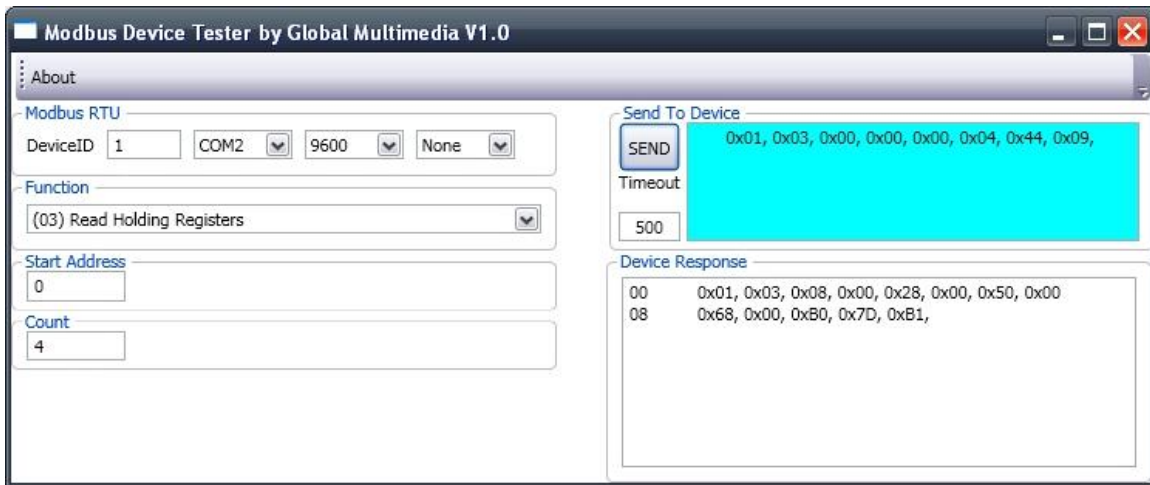 Modbus Device Tester by Global Multimedia V1.0
About
Modbus RTU
DeviceID 1 COM2 9600 None
Function
(03) Read Holding Registers
Start Address
0
Count
4
Send To Device
SEND 0x01, 0x03, 0x00, 0x00, 0x00, 0x04, 0x44, 0x09,
Timeout
500
Device Response
00 0x01, 0x03, 0x08, 0x00, 0x28, 0x00, 0x50, 0x00
08 0x68, 0x00, 0xB0, 0x7D, 0xB1,